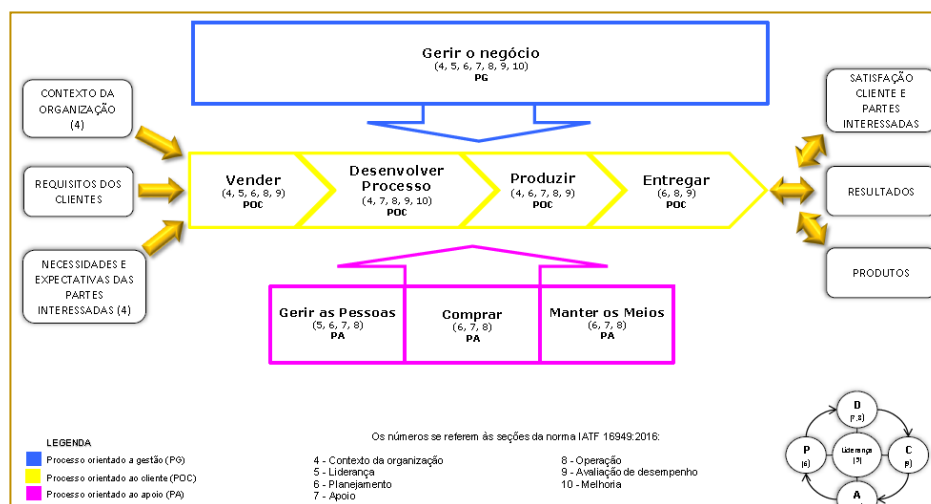 Gerir o negócio
(4, 5, 6, 7, 8, 9, 10)
PG
CONTEXTO DA
ORGANIZAÇÃO
(4)
REQUISITOS DOS
CLIENTES
NECESSIDADES E
EXPECTATIVAS DAS
PARTES
INTERESSADAS (4)
Vender
(4, 5, 6, 8, 9)
POC
Desenvolver
Processo
(4, 7, 8, 9, 10)
POC
Produzir
(4, 6, 7, 8, 9)
POC
Entregar
(6, 8, 9)
POC
SATISFAÇÃO
CLIENTE E
PARTES
INTERESSADAS
RESULTADOS
PRODUTOS
Gerir as Pessoas
(5, 6, 7, 8)
PA
Comprar
(6, 7, 8)
PA
Manter os Meios
(6, 7, 8)
PA
LEGENDA
Processo orientado a gestão (PG)
Processo orientado ao cliente (POC)
Processo orientado ao apoio (PA)
Os números se referem às seções da norma IATF 16949:2016:
4 - Contexto da organização
5 - Liderança
6 - Planejamento
7 - Apoio
8 - Operação
9 - Avaliação de desempenho
10 - Melhoria
D
(7,8)
P
(6)
Liderança
(5)
C
(9)
A